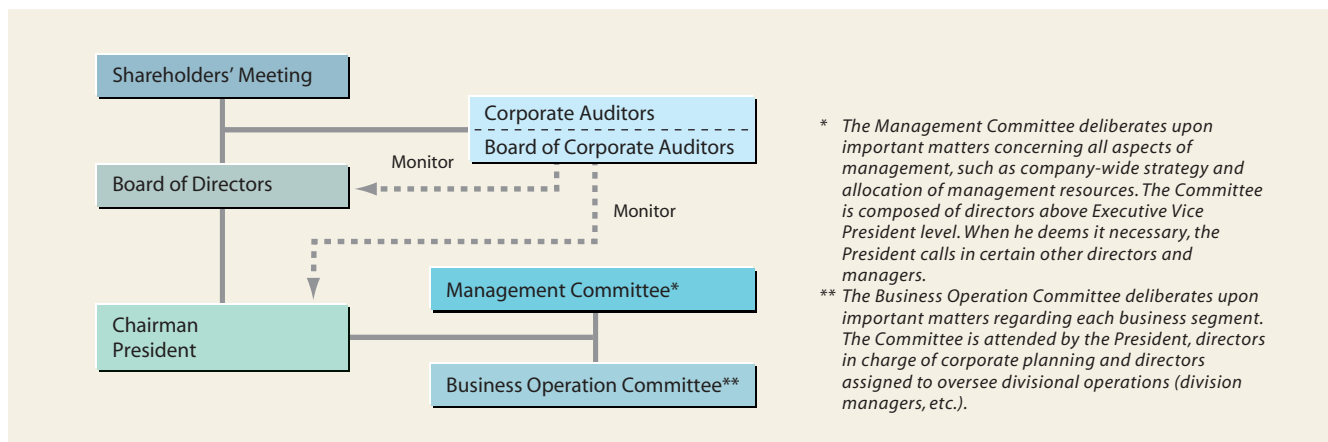 Shareholders’ Meeting
Corporate Auditors
Board of Corporate Auditors
Monitor
Board of Directors
Monitor
Management Committee*
Chairman
President
Business Operation Committee**
* The Management Committee deliberates upon
important matters concerning all aspects of
management, such as company-wide strategy and
allocation of management resources. The Committee
is composed of directors above Executive Vice
President level. When he deems it necessary, the
President calls in certain other directors and
managers.
** The Business Operation Committee deliberates upon
important matters regarding each business segment.
The Committee is attended by the President, directors
in charge of corporate planning and directors
assigned to oversee divisional operations (division
managers, etc.).